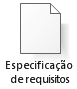 Especificação
de requisitos